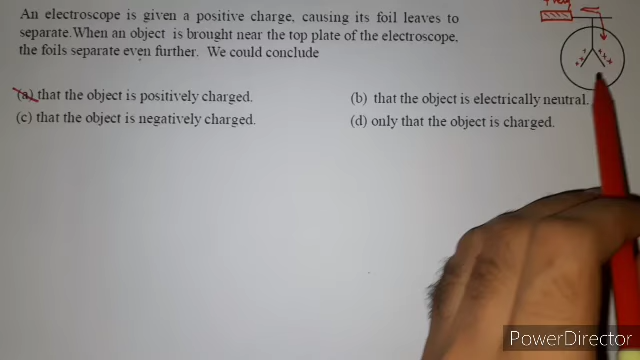 An electroscope is given a positive charge, causing its foil leaves to
separate.When an object is brought near the top plate of the electroscope,
the foils separate even further. We could conclude
(a) that the object is positively charged.
(b) that the object is electrically neutral.
(c) that the object is negatively charged.
(d) only that the object is charged.
PowerDirector